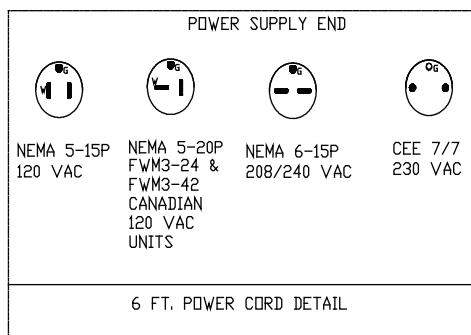 POWER SUPPLY END
G
W
G
W
G
G
NEMA 5-15P
120 VAC
NEMA 5-20P
FWM3-24 &
FWM3-42
CANADIAN
120 VAC
UNITS
NEMA 6-15P
208/240 VAC
CEE 7/7
230 VAC
6 FT. POWER CORD DETAIL